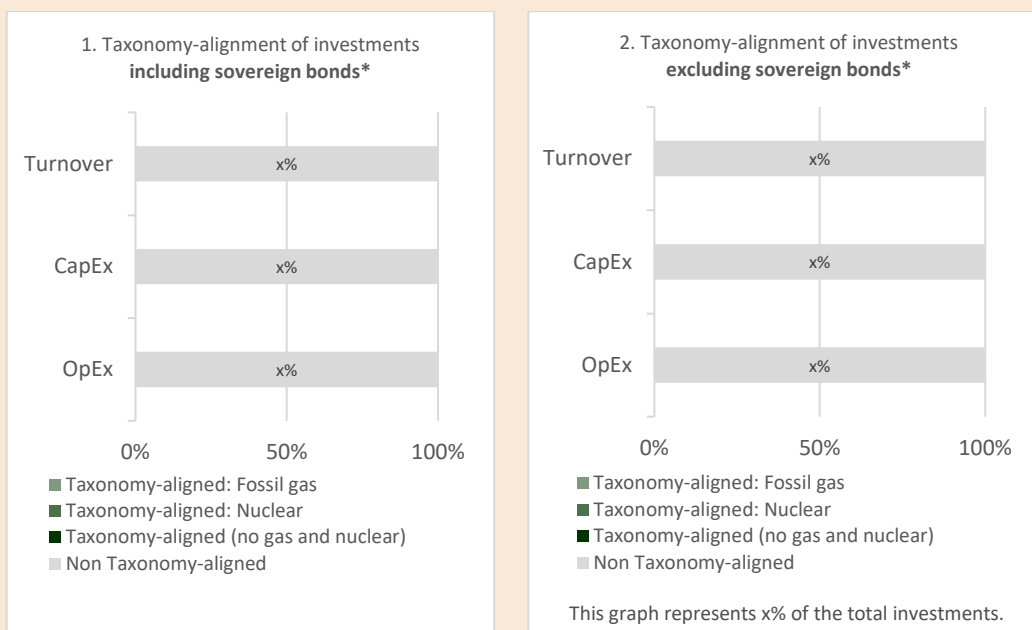 1. Taxonomy-alignment of investments
including sovereign bonds*
Turnover
x%
CapEx
x%
OpEx
x%
0%
50%
100%
Taxonomy-aligned: Fossil gas
Taxonomy-aligned: Nuclear
Taxonomy-aligned (no gas and nuclear)
Non Taxonomy-aligned
2. Taxonomy-alignment of investments
excluding sovereign bonds*
Turnover
x%
CapEx
x%
OpEx
x%
0%
50%
100%
Taxonomy-aligned: Fossil gas
Taxonomy-aligned: Nuclear
Taxonomy-aligned (no gas and nuclear)
Non Taxonomy-aligned
This graph represents x% of the total investments.